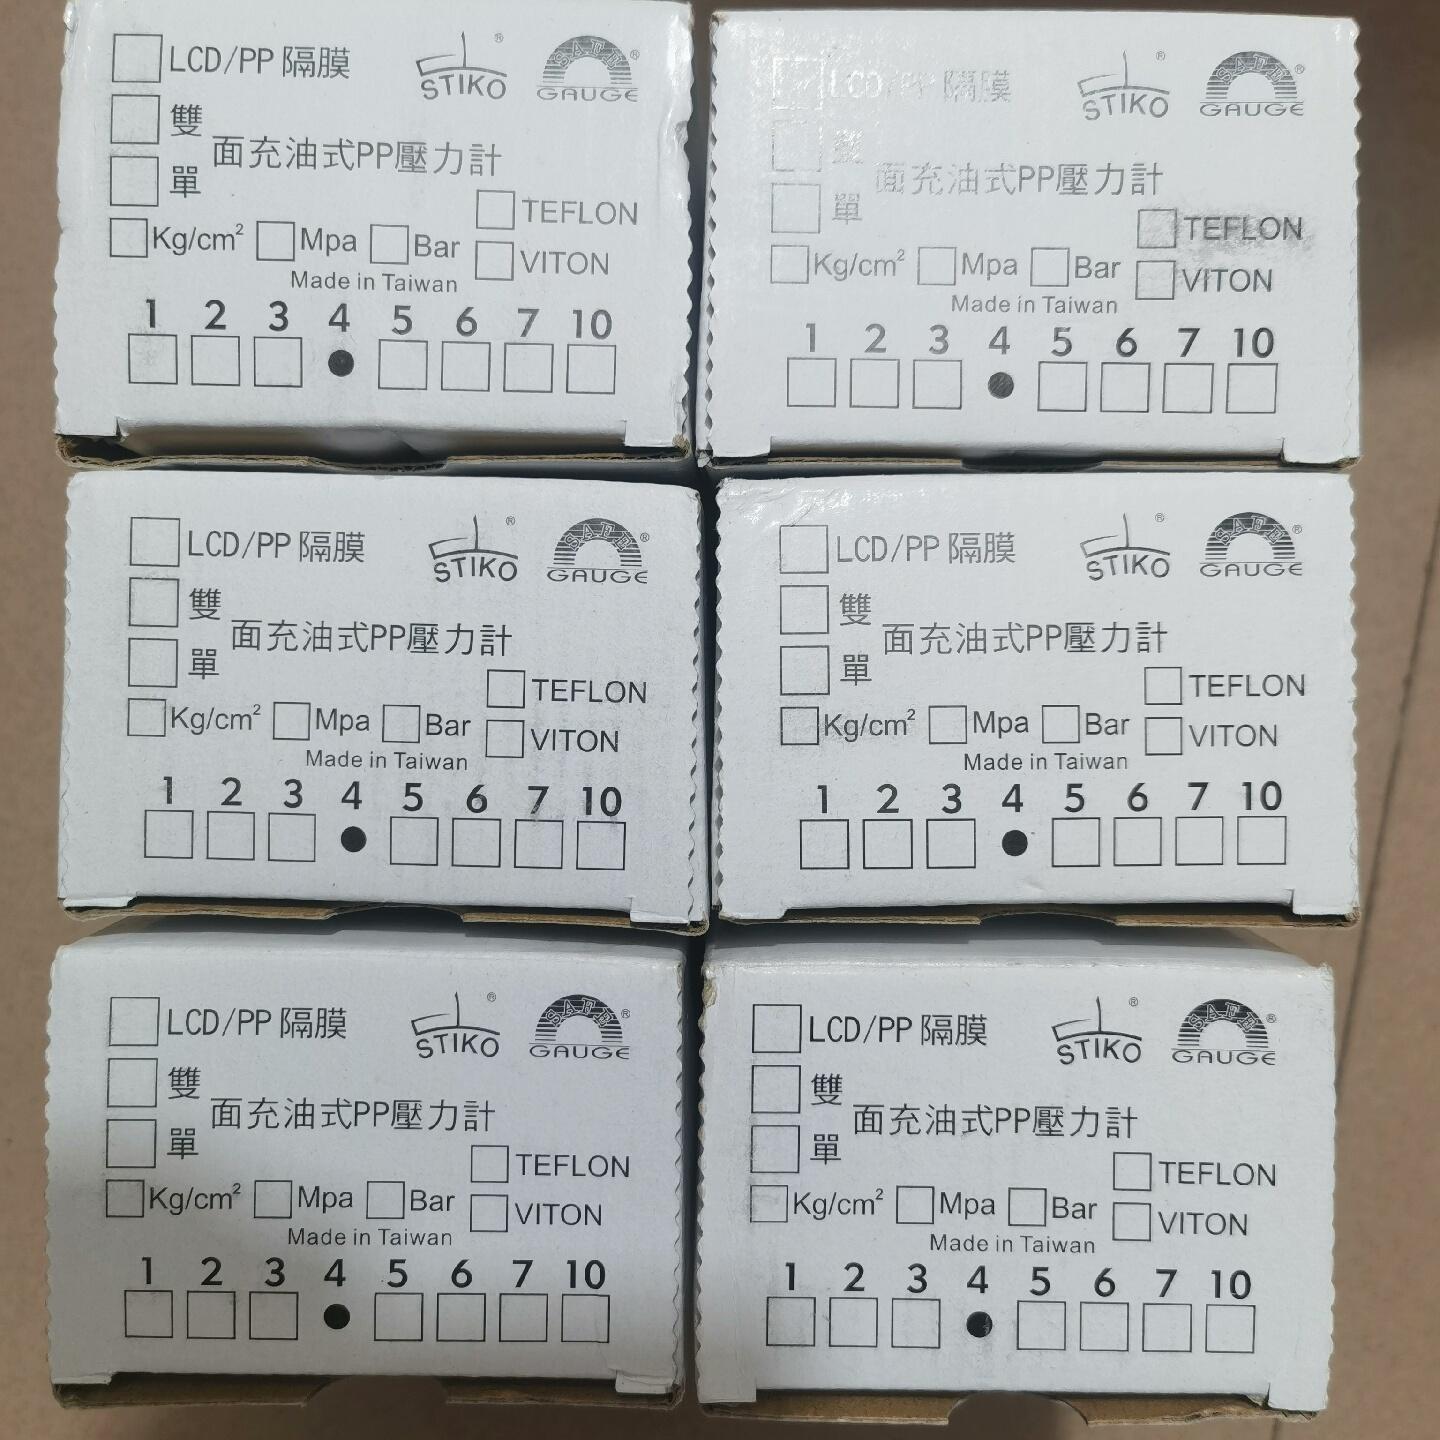 LCD/PP 隔膜
STIKO®
SAFE®
GAUGE
雙
面充油式PP壓力計
單
TEFLON
Kg/cm² Mpa Bar
VITON
Made in Taiwan
1 2 3 4 5 6 7 10
LCD/PP 隔膜
STIKO®
SAFE®
GAUGE
雙
面充油式PP壓力計
單
TEFLON
Kg/cm² Mpa Bar
VITON
Made in Taiwan
1 2 3 4 5 6 7 10
LCD/PP 隔膜
STIKO®
SAFE®
GAUGE
雙
面充油式PP壓力計
單
TEFLON
Kg/cm² Mpa Bar
VITON
Made in Taiwan
1 2 3 4 5 6 7 10
LCD/PP 隔膜
STIKO®
SAFE®
GAUGE
雙
面充油式PP壓力計
單
TEFLON
Kg/cm² Mpa Bar
VITON
Made in Taiwan
1 2 3 4 5 6 7 10
LCD/PP 隔膜
STIKO®
SAFE®
GAUGE
雙
面充油式PP壓力計
單
TEFLON
Kg/cm² Mpa Bar
VITON
Made in Taiwan
1 2 3 4 5 6 7 10
LCD/PP 隔膜
STIKO®
SAFE®
GAUGE
雙
面充油式PP壓力計
單
TEFLON
Kg/cm² Mpa Bar
VITON
Made in Taiwan
1 2 3 4 5 6 7 10